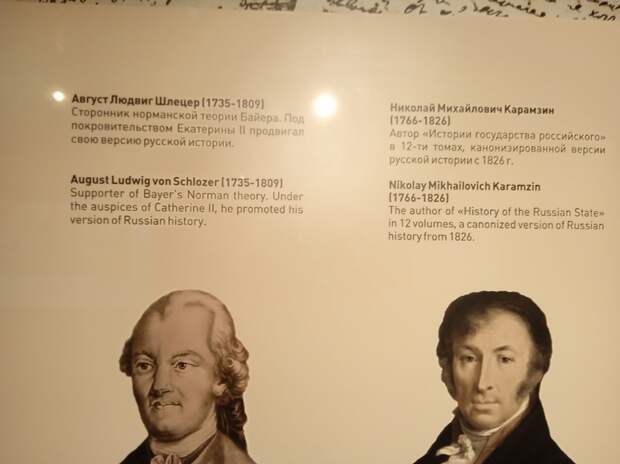 Август Людвиг Шлецер (1735-1809)
Сторонник норманской теории Байера. Под
покровительством Екатерины II продвигал
свою версию русской истории.
August Ludwig von Schlozer (1735-1809)
Supporter of Bayer's Norman theory. Under
the auspices of Catherine II, he promoted his
version of Russian history.
Николай Михайлович Карамзин
(1766-1826)
Автор «Истории государства российского»
в 12-ти томах, канонизированной версии
русской истории с 1826 г.
Nikolay Mikhailovich Karamzin
(1766-1826)
The author of «History of the Russian State»
in 12 volumes, a canonized version of Russian
history from 1826.